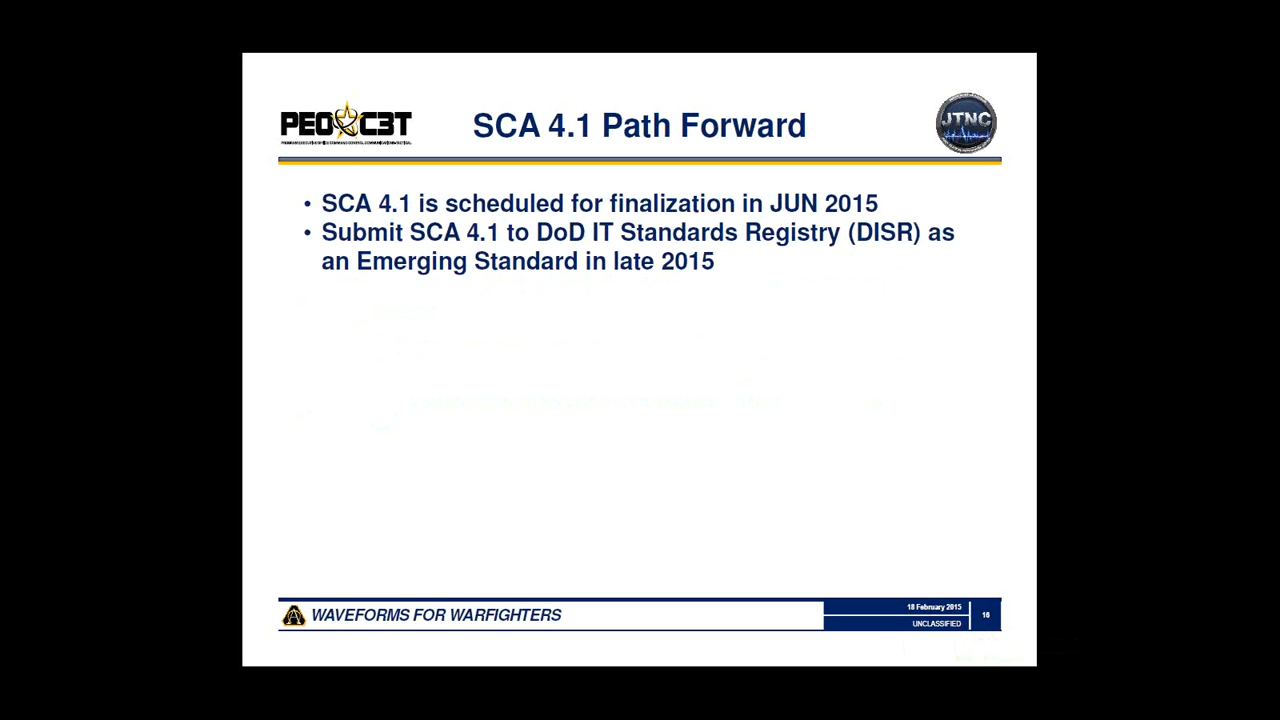 PEO C3T
SCA 4.1 Path Forward
JTNC
• SCA 4.1 is scheduled for finalization in JUN 2015
• Submit SCA 4.1 to DoD IT Standards Registry (DISR) as
an Emerging Standard in late 2015
WAVEFORMS FOR WARFIGHTERS
18 February 2015
UNCLASSIFIED
16